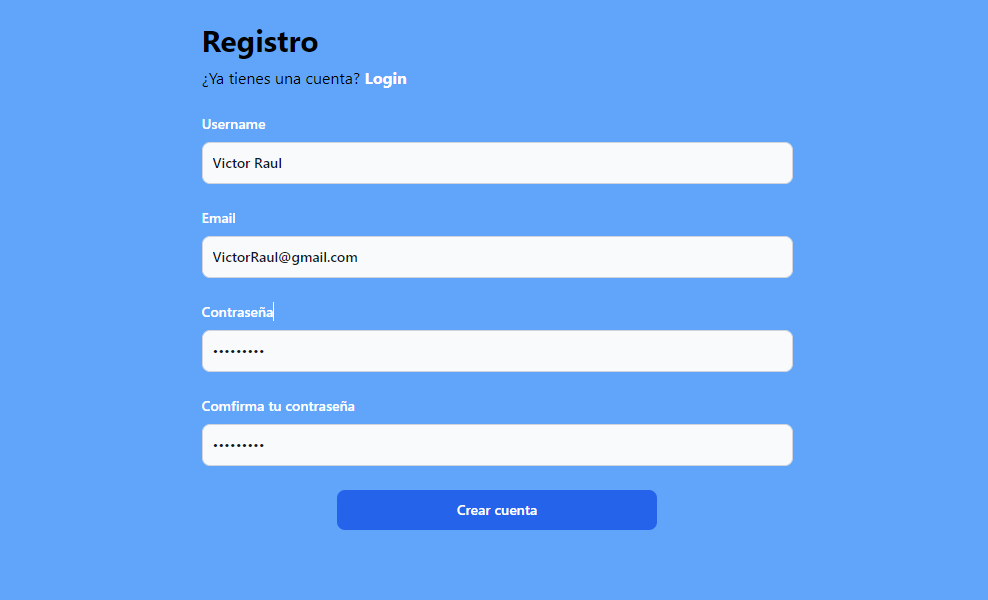 Registro
¿Ya tienes una cuenta? Login
Username
Victor Raul
Email
VictorRaul@gmail.com
Contraseña
•••••••••
Comfirma tu contraseña
•••••••••
Crear cuenta